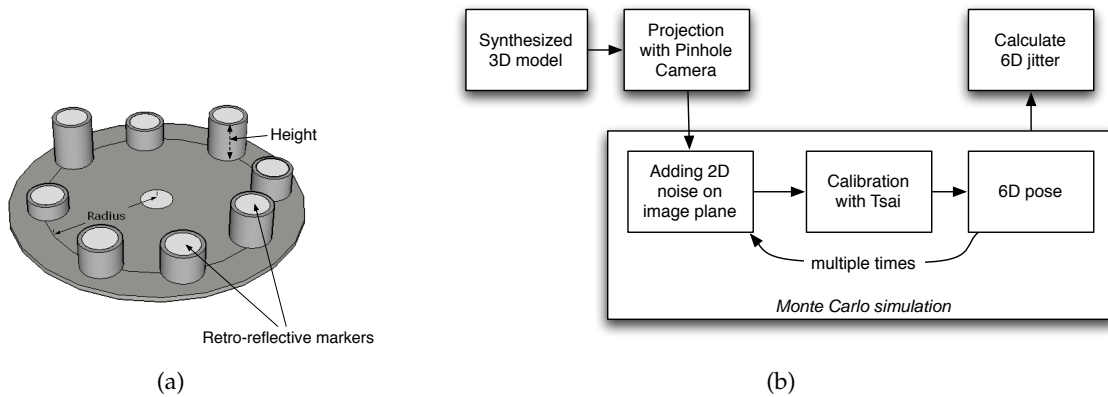 Height
Radius
Retro-reflective markers
(a)
Synthesized
3D model
Projection
with Pinhole
Camera
Calculate
6D jitter
Adding 2D
noise on
image plane
Calibration
with Tsai
6D pose
multiple times
Monte Carlo simulation
(b)